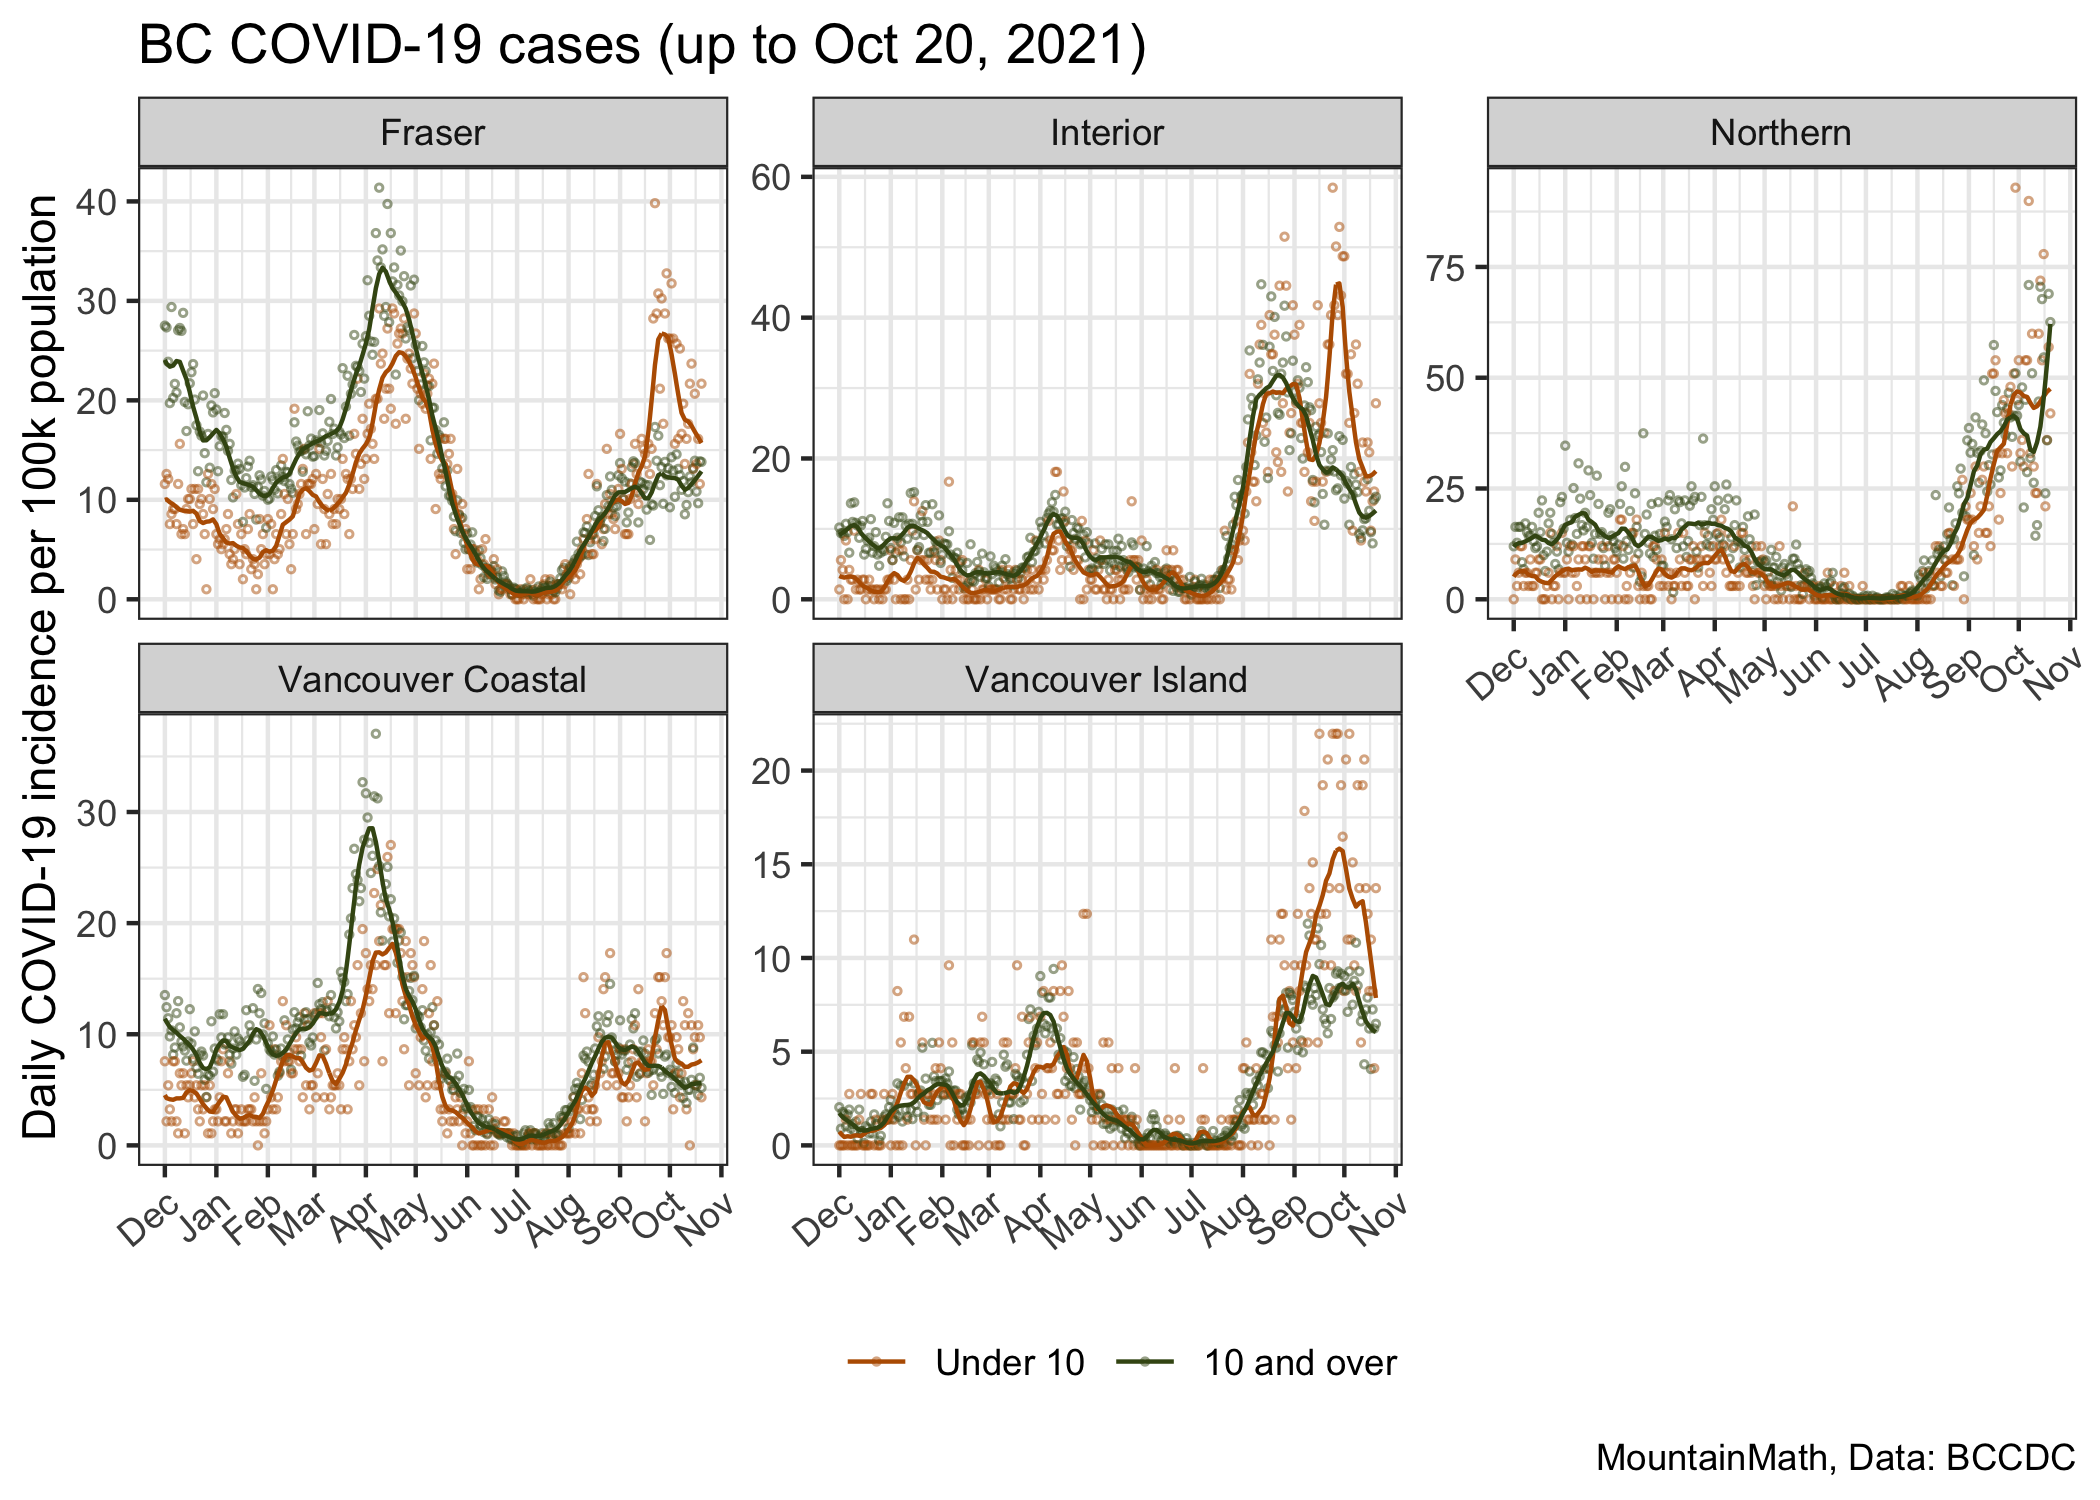 BC COVID-19 cases (up to Oct 20, 2021)
Daily COVID-19 incidence per 100k population
Fraser
40
30
20
10
0
Interior
60
40
20
0
Northern
75
50
25
0
Dec Jan Feb Mar Apr May Jun Jul Aug Sep Oct Nov
Vancouver Coastal
30
20
10
0
Dec Jan Feb Mar Apr May Jun Jul Aug Sep Oct Nov
Vancouver Island
20
15
10
5
0
Dec Jan Feb Mar Apr May Jun Jul Aug Sep Oct Nov
Under 10 10 and over
MountainMath, Data: BCCDC